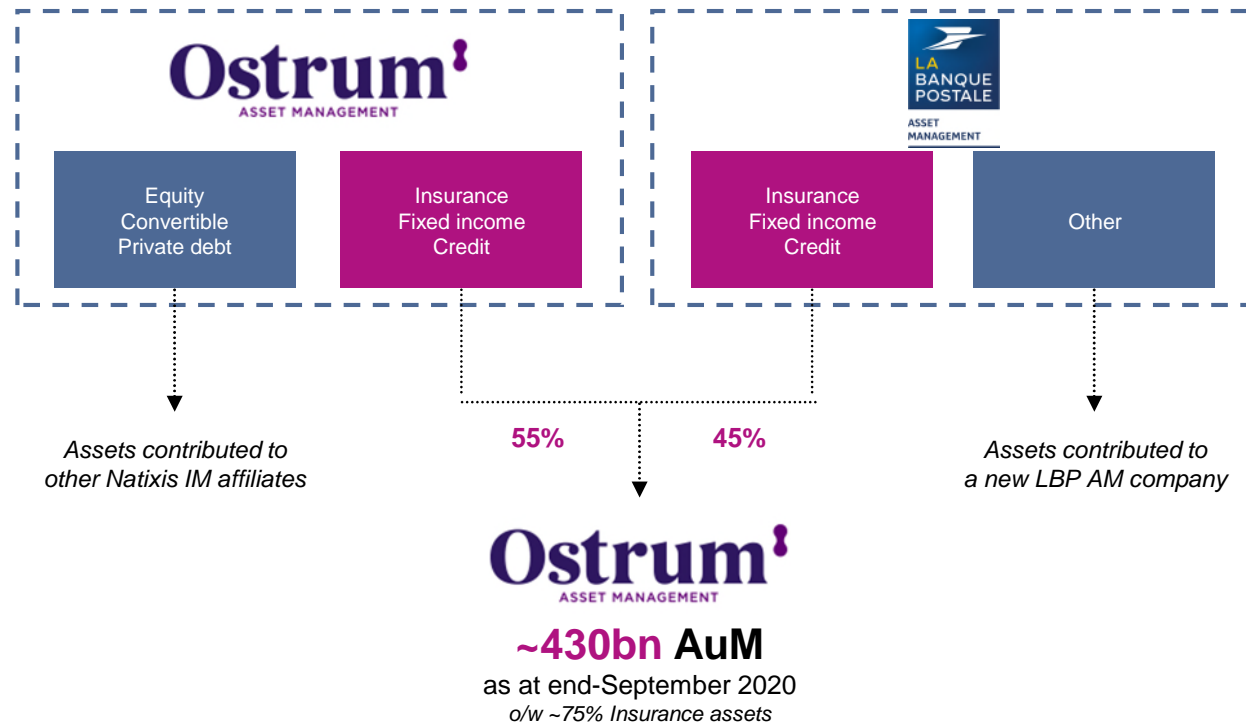 Ostrum
ASSET MANAGEMENT
LA
BANQUE
POSTALE
ASSET
MANAGEMENT
Equity
Convertible
Private debt
Insurance
Fixed income
Credit
Insurance
Fixed income
Credit
Other
Assets contributed to
other Natixis IM affiliates
55%
45%
Assets contributed to
a new LBP AM company
Ostrum
ASSET MANAGEMENT
~430bn AuM
as at end-September 2020
o/w ~75% Insurance assets